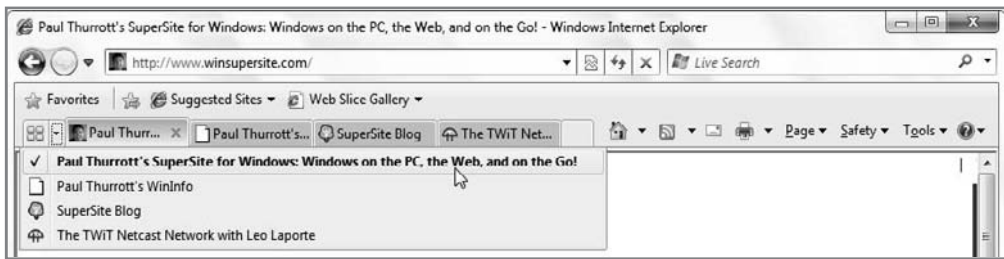 Paul Thurrott's SuperSite for Windows: Windows on the PC, the Web, and on the Go! - Windows Internet Explorer
http://www.winsupersite.com/ Live Search
Favorites Suggested Sites Web Slice Gallery
Paul Thurr... Paul Thurrott's... SuperSite Blog The TWiT Net... Page Safety Tools
Paul Thurrott's SuperSite for Windows: Windows on the PC, the Web, and on the Go!
Paul Thurrott's WinInfo
SuperSite Blog
The TWiT Netcast Network with Leo Laporte